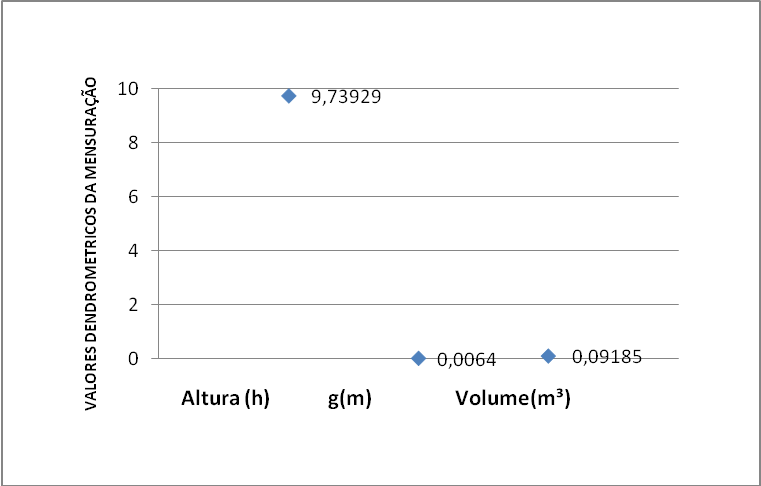 VALORES DENDROMETRICOS DA MENSURAÇÃO
10
8
6
4
2
0
9,73929
0,0064
0,09185
Altura (h)
g(m)
Volume(m³)